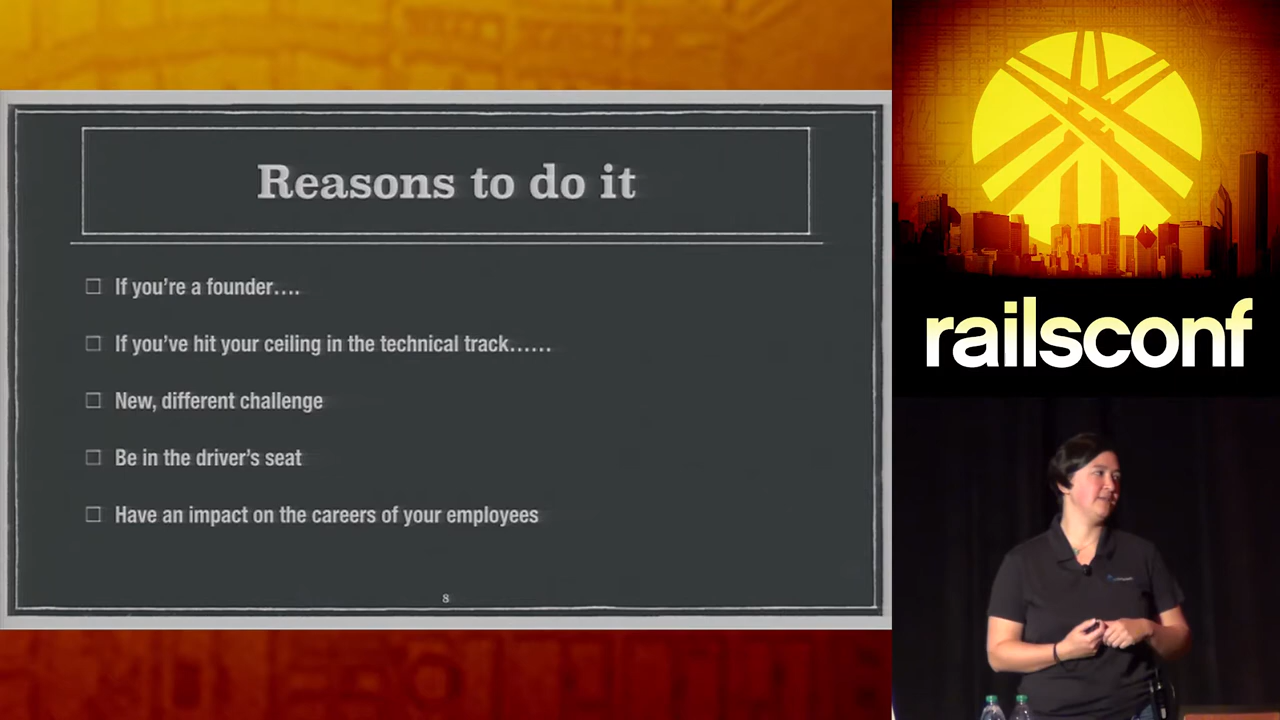 Reasons to do it
If you’re a founder....
If you’ve hit your ceiling in the technical track......
New, different challenge
Be in the driver’s seat
Have an impact on the careers of your employees
8
railsconf